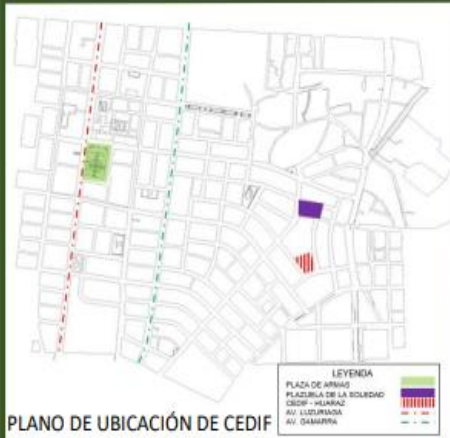 LEYENDA
PLAZA DE ARMAS
PLAZUELA DE LA SOLEDAD
CEDIF - HUARAZ
AV. LUZURIAGA
AV. GAMARRA
PLANO DE UBICACIÓN DE CEDIF